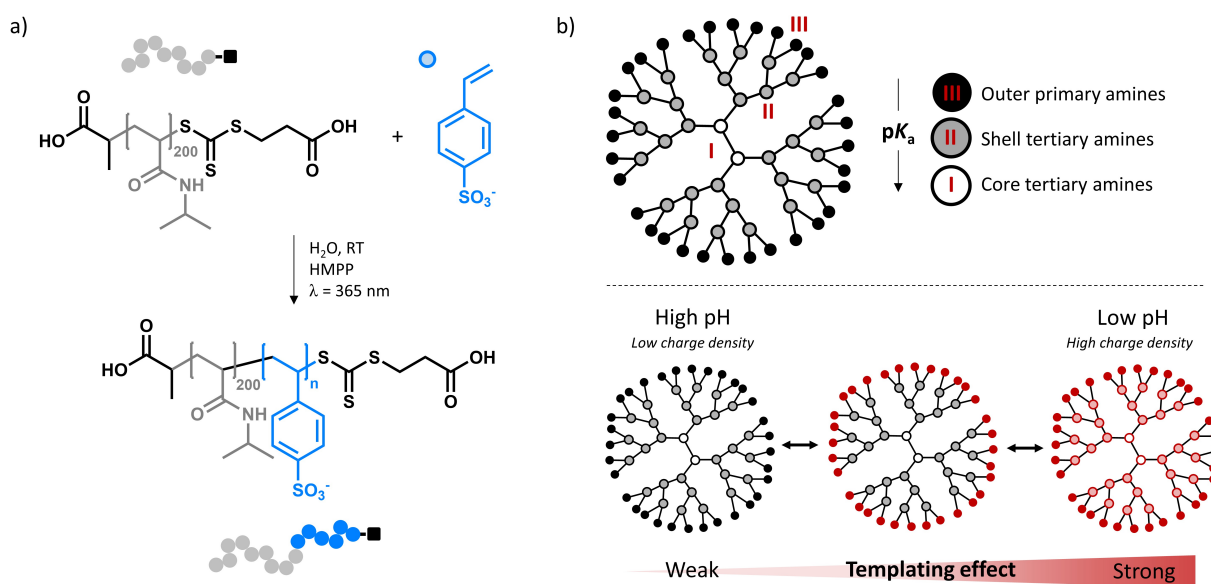 a)
HO
O
S
S
S
OH
O
200
O
NH
+
SO₃⁻
H₂O, RT
HMPP
λ = 365 nm
O
HO
200
n
S
S
S
OH
O
O
NH
SO₃⁻
b)
III
II
I
pKₐ
III Outer primary amines
II Shell tertiary amines
I Core tertiary amines
High pH
Low charge density
Low pH
High charge density
Weak
Templating effect
Strong